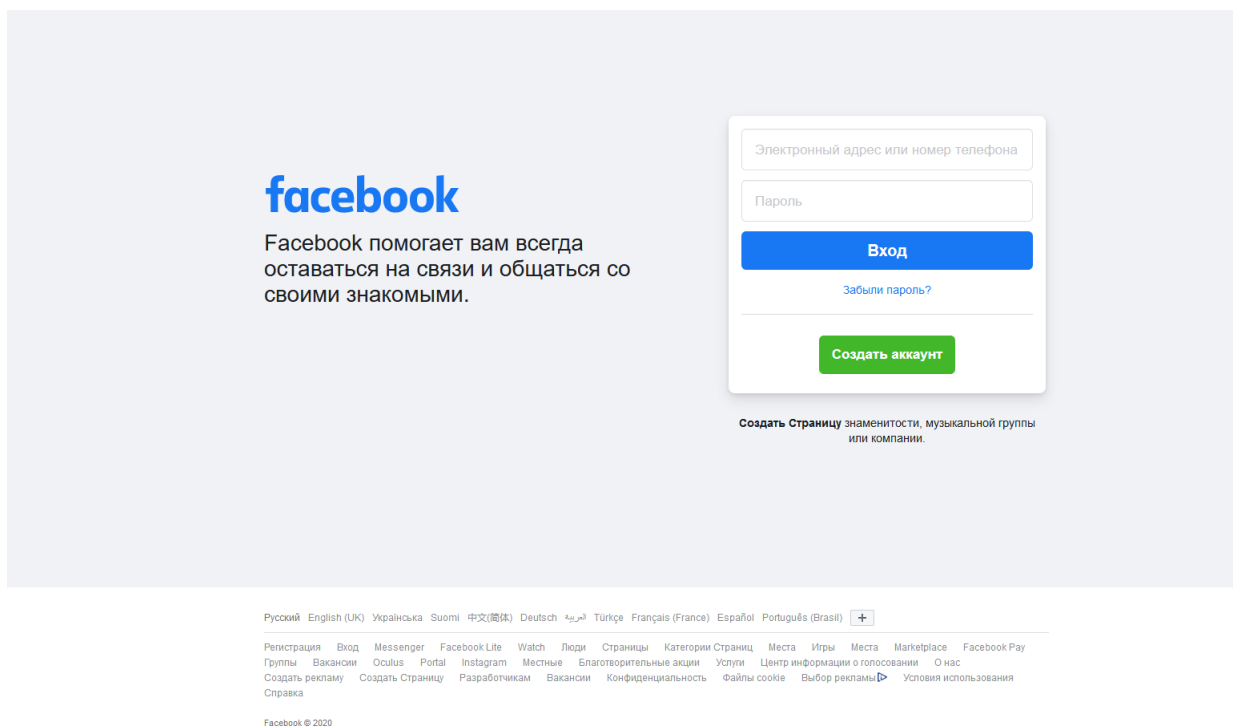 facebook
Facebook помогает вам всегда
оставаться на связи и общаться со
своими знакомыми.
Электронный адрес или номер телефона
Пароль
Вход
Забыли пароль?
Создать аккаунт
Создать Страницу знаменитости, музыкальной группы
или компании.
Русский English (UK) Українська Suomi 中文(简体) Deutsch العربية Türkçe Français (France) Español Português (Brasil)
Регистрация Вход Messenger Facebook Lite Watch Люди Страницы Категории Страниц Места Игры Места Marketplace Facebook Pay
Группы Вакансии Oculus Portal Instagram Местные Благотворительные акции Услуги Центр информации о голосовании О нас
Создать рекламу Создать Страницу Разработчикам Вакансии Конфиденциальность Файлы cookie Выбор рекламы Условия использования
Справка
Facebook © 2020